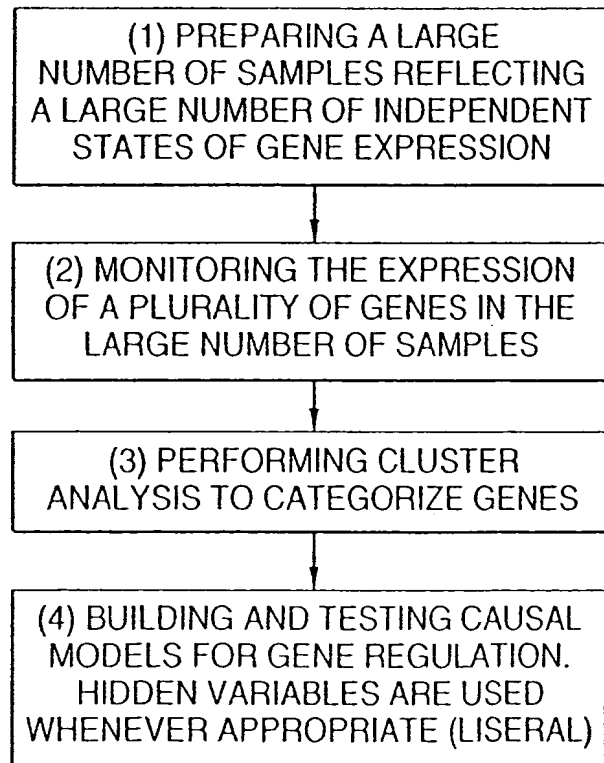 (1) PREPARING A LARGE
NUMBER OF SAMPLES REFLECTING
A LARGE NUMBER OF INDEPENDENT
STATES OF GENE EXPRESSION
(2) MONITORING THE EXPRESSION
OF A PLURALITY OF GENES IN THE
LARGE NUMBER OF SAMPLES
(3) PERFORMING CLUSTER
ANALYSIS TO CATEGORIZE GENES
(4) BUILDING AND TESTING CAUSAL
MODELS FOR GENE REGULATION.
HIDDEN VARIABLES ARE USED
WHENEVER APPROPRIATE (LISERAL)